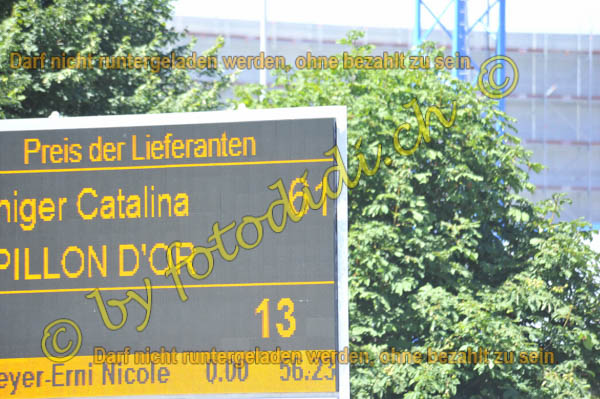 Darf nicht runtergeladen werden, ohne bezahlt zu sein
Preis der Lieferanten
niger Catalina 61
PILLON D'OR
13
eyer-Erni Nicole 0.00 56.23
© by fotodidi.ch ©
Darf nicht runtergeladen werden, ohne bezahlt zu sein